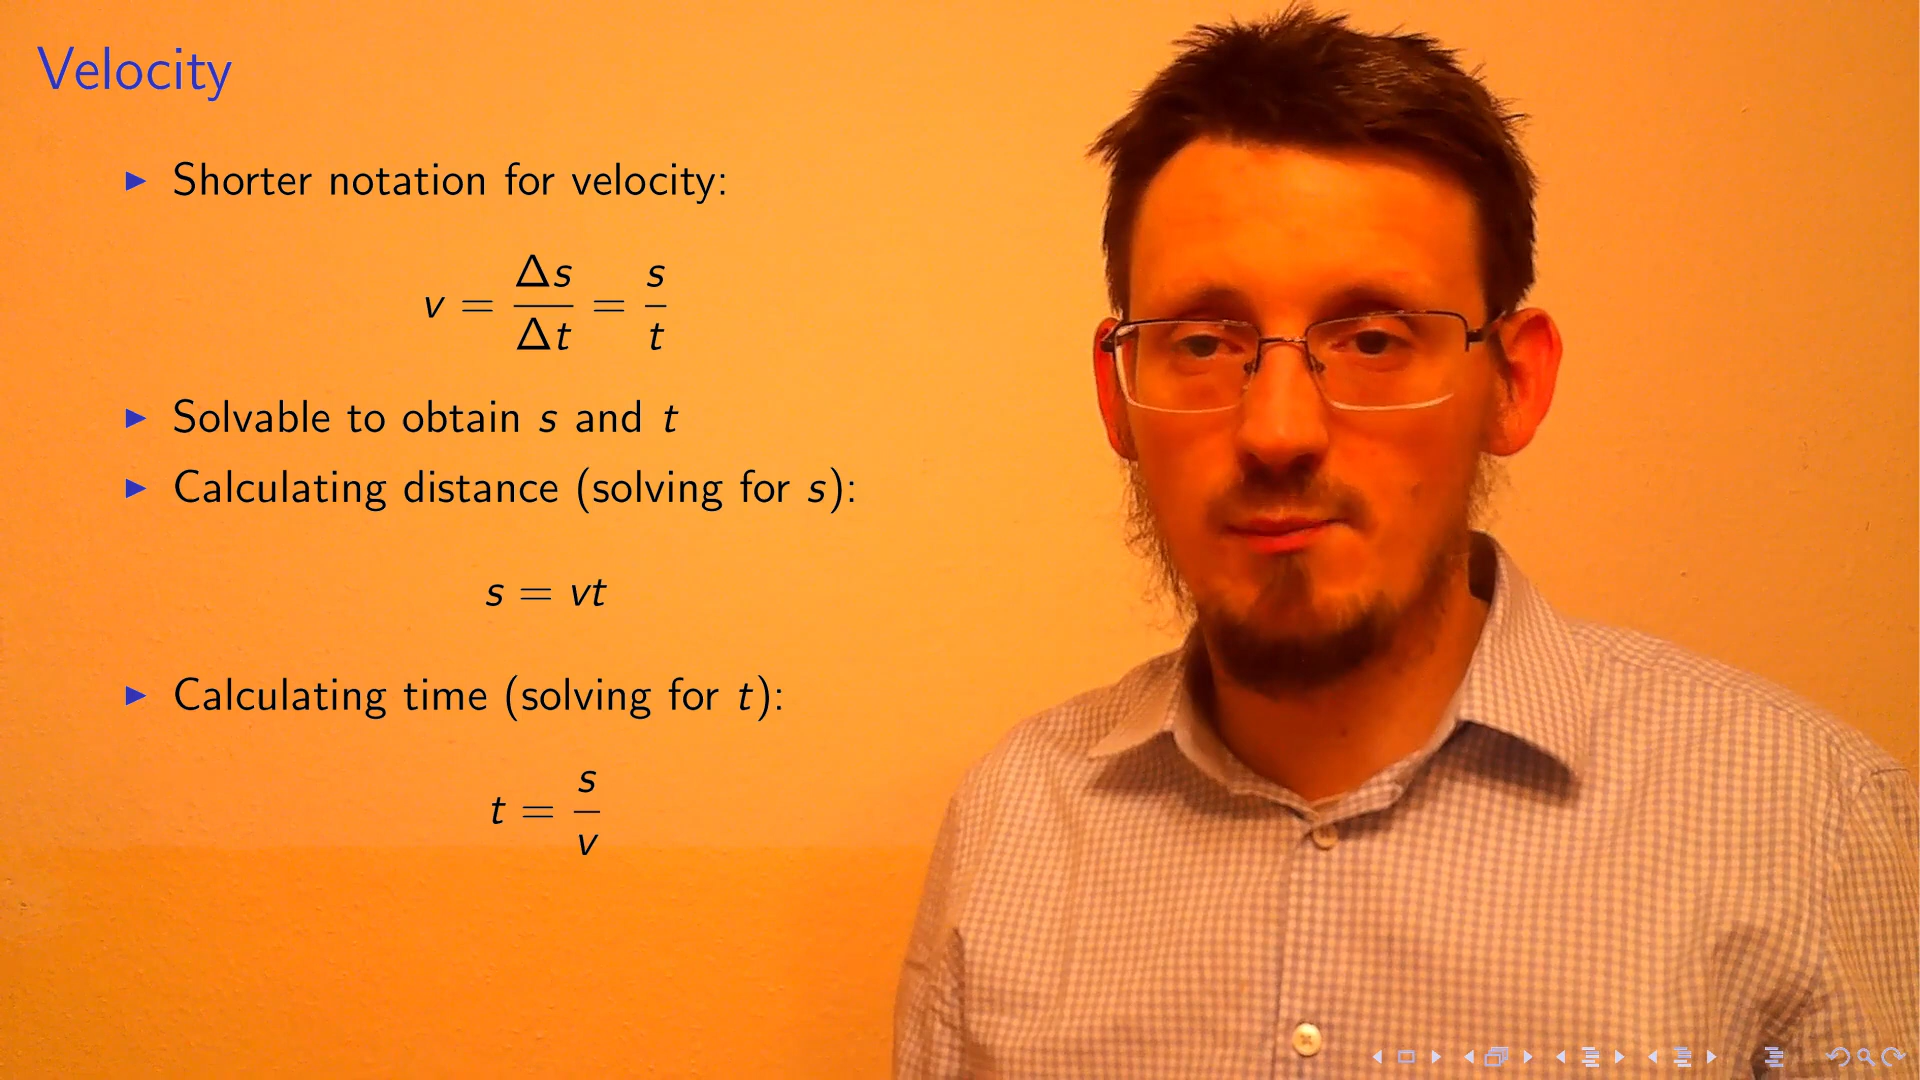 Velocity
▶ Shorter notation for velocity:
v = Δs/Δt = s/t
▶ Solvable to obtain s and t
▶ Calculating distance (solving for s):
s = vt
▶ Calculating time (solving for t):
t = s/v